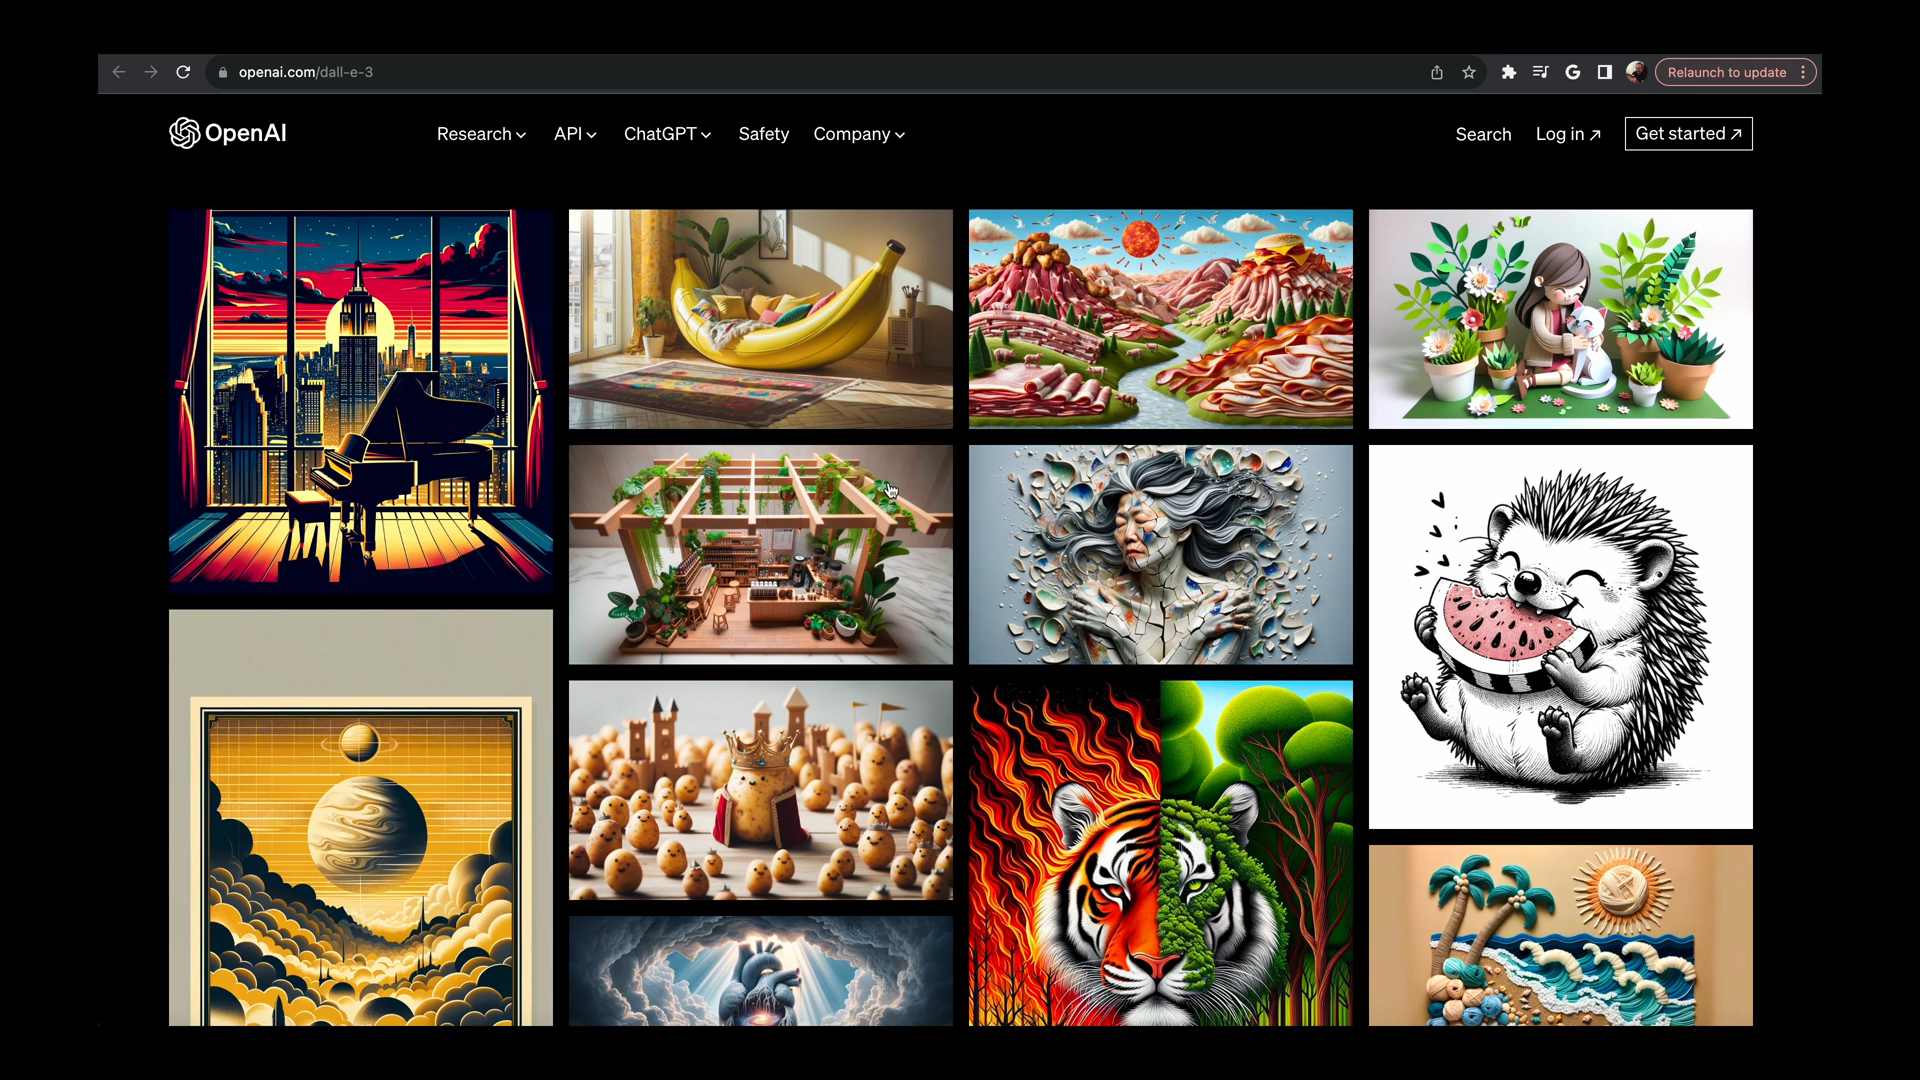 openai.com/dall-e-3
Relaunch to update
OpenAI
Research
API
ChatGPT
Safety
Company
Search
Log in ↗
Get started ↗